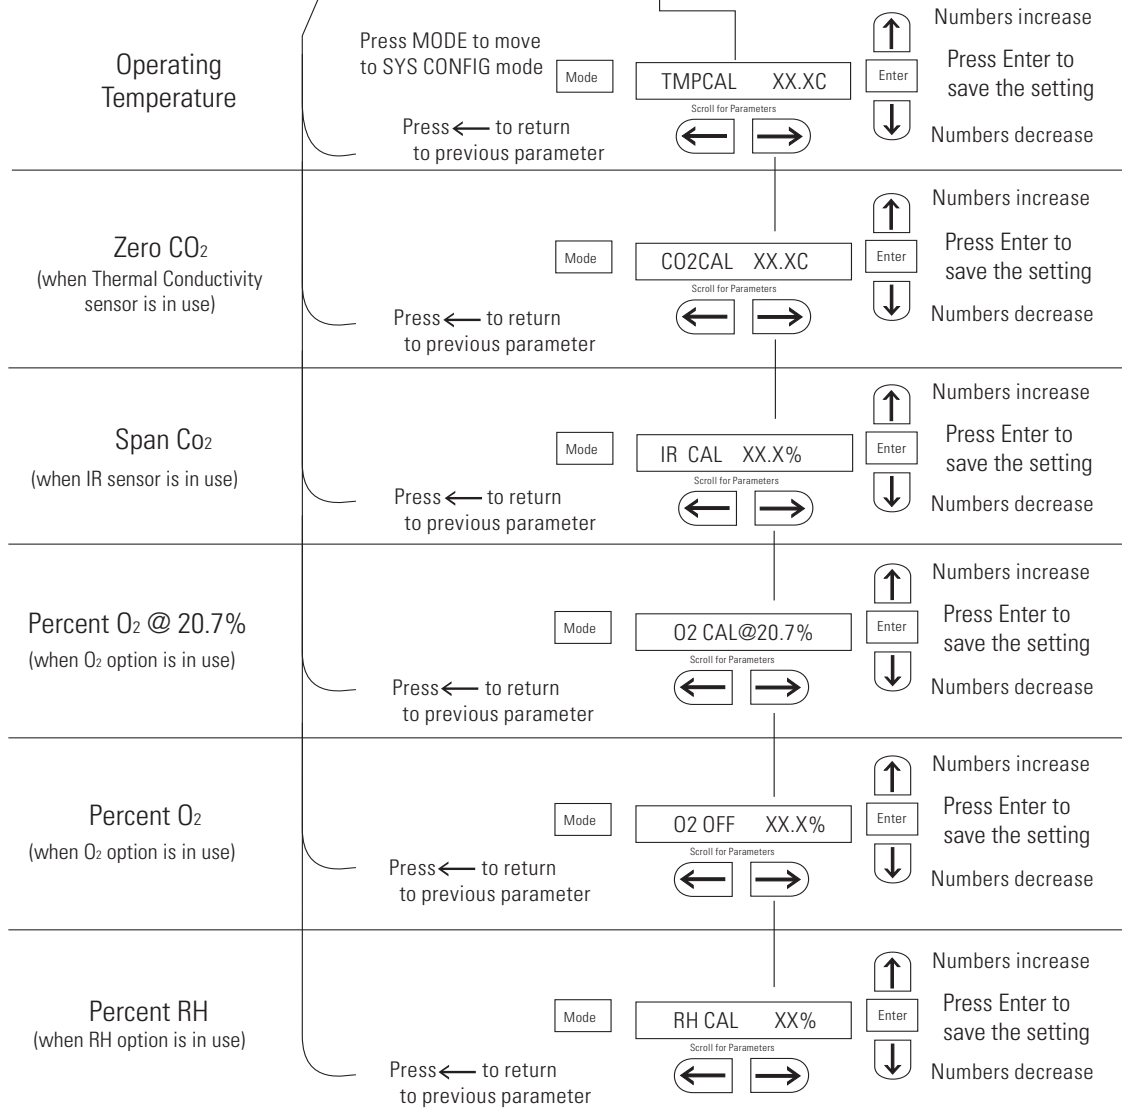 Operating
Temperature
Press MODE to move
to SYS CONFIG mode
Mode
TMPCAL XX.XC
Scroll for Parameters
Press ← to return
to previous parameter
Numbers increase
Enter
Press Enter to
save the setting
Numbers decrease
Zero CO2
(when Thermal Conductivity
sensor is in use)
Mode
CO2CAL XX.XC
Scroll for Parameters
Press ← to return
to previous parameter
Numbers increase
Enter
Press Enter to
save the setting
Numbers decrease
Span Co2
(when IR sensor is in use)
Mode
IR CAL XX.X%
Scroll for Parameters
Press ← to return
to previous parameter
Numbers increase
Enter
Press Enter to
save the setting
Numbers decrease
Percent O2 @ 20.7%
(when O2 option is in use)
Mode
O2 CAL@20.7%
Scroll for Parameters
Press ← to return
to previous parameter
Numbers increase
Enter
Press Enter to
save the setting
Numbers decrease
Percent O2
(when O2 option is in use)
Mode
O2 OFF XX.X%
Scroll for Parameters
Press ← to return
to previous parameter
Numbers increase
Enter
Press Enter to
save the setting
Numbers decrease
Percent RH
(when RH option is in use)
Mode
RH CAL XX%
Scroll for Parameters
Press ← to return
to previous parameter
Numbers increase
Enter
Press Enter to
save the setting
Numbers decrease